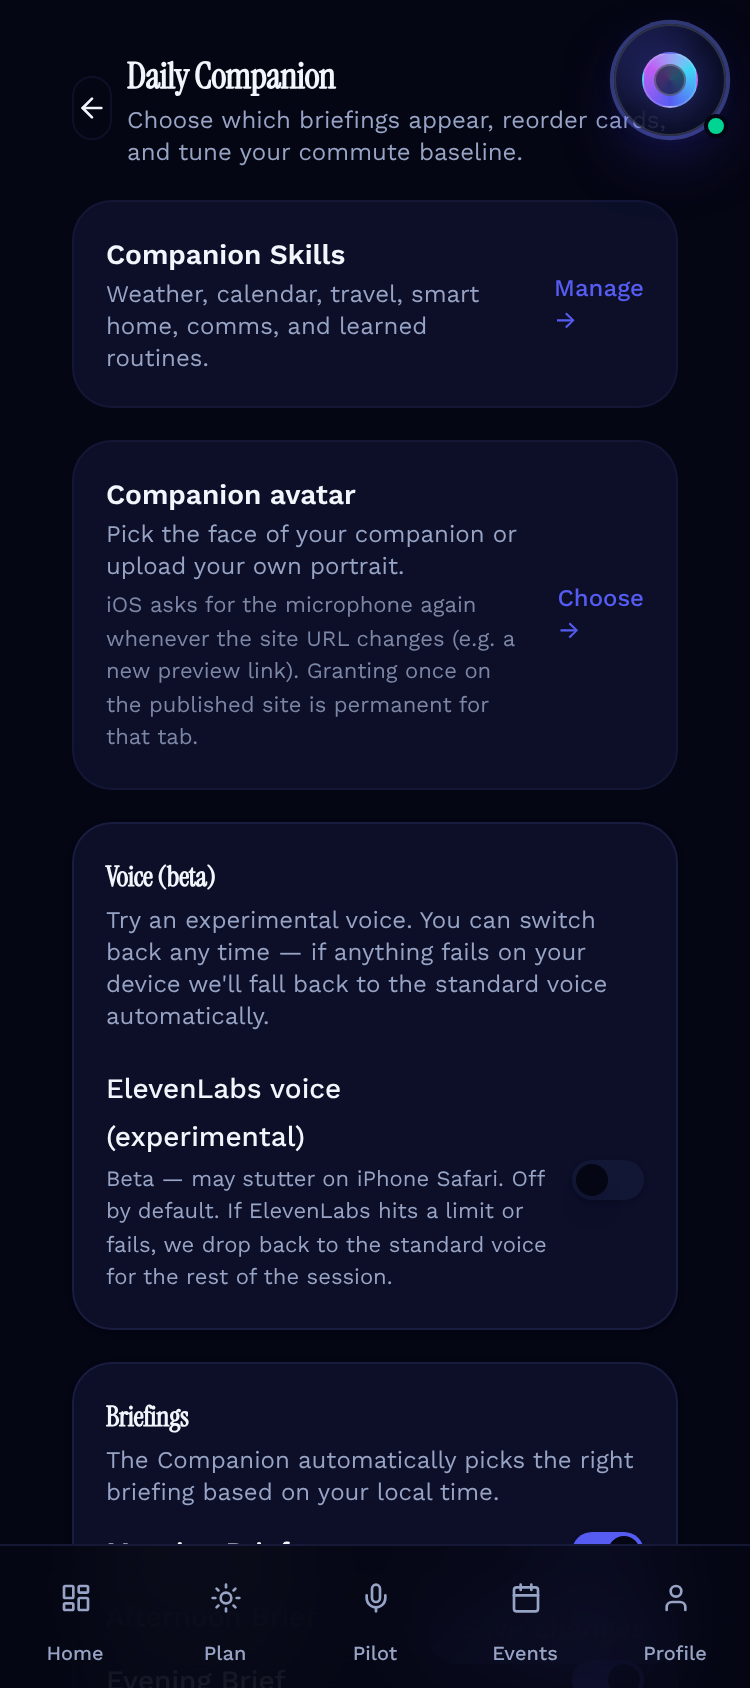 Daily Companion
Choose which briefings appear, reorder cards,
and tune your commute baseline.
Companion Skills
Weather, calendar, travel, smart
home, comms, and learned
routines.
Manage
→
Companion avatar
Pick the face of your companion or
upload your own portrait.
iOS asks for the microphone again
whenever the site URL changes (e.g. a
new preview link). Granting once on
the published site is permanent for
that tab.
Choose
→
Voice (beta)
Try an experimental voice. You can switch
back any time — if anything fails on your
device we'll fall back to the standard voice
automatically.
ElevenLabs voice
(experimental)
Beta — may stutter on iPhone Safari. Off
by default. If ElevenLabs hits a limit or
fails, we drop back to the standard voice
for the rest of the session.
Briefings
The Companion automatically picks the right
briefing based on your local time.
Afternoon Brief
Home
Plan
Pilot
Events
Profile
Evening Brief